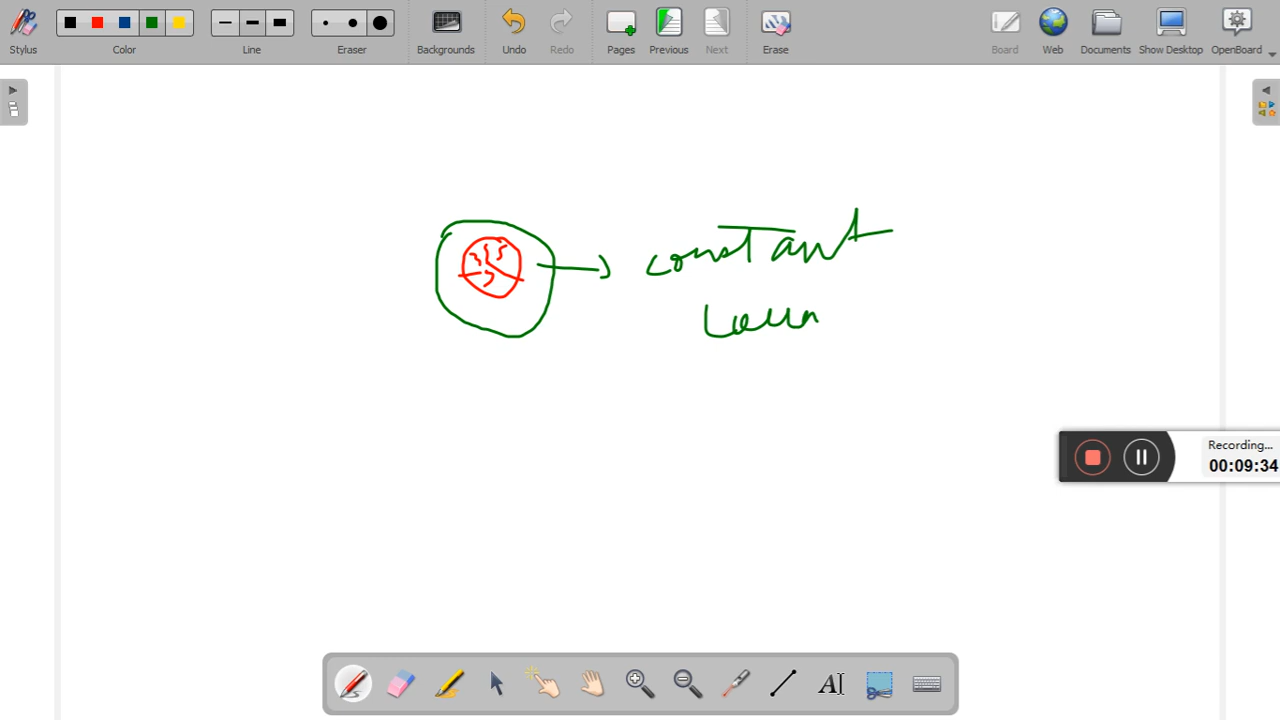 Stylus
Color
Line
Eraser
Backgrounds
Undo
Redo
Pages
Previous
Next
Erase
Board
Web
Documents
Show Desktop
OpenBoard
constant
Recording...
00:09:34